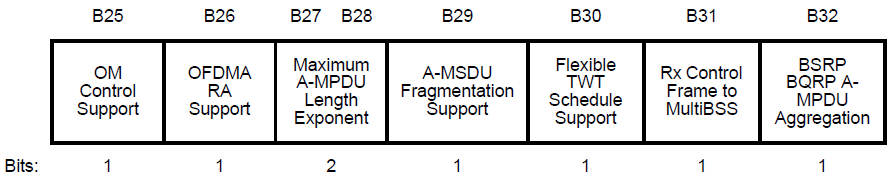 B25 B26 B27 B28 B29 B30 B31 B32
OM
Control
Support
OFDMA
RA
Support
Maximum
A-MPDU
Length
Exponent
A-MSDU
Fragmentation
Support
Flexible
TWT
Schedule
Support
Rx Control
Frame to
MultiBSS
BSRP
BQRP A-
MPDU
Aggregation
Bits: 1 1 2 1 1 1 1